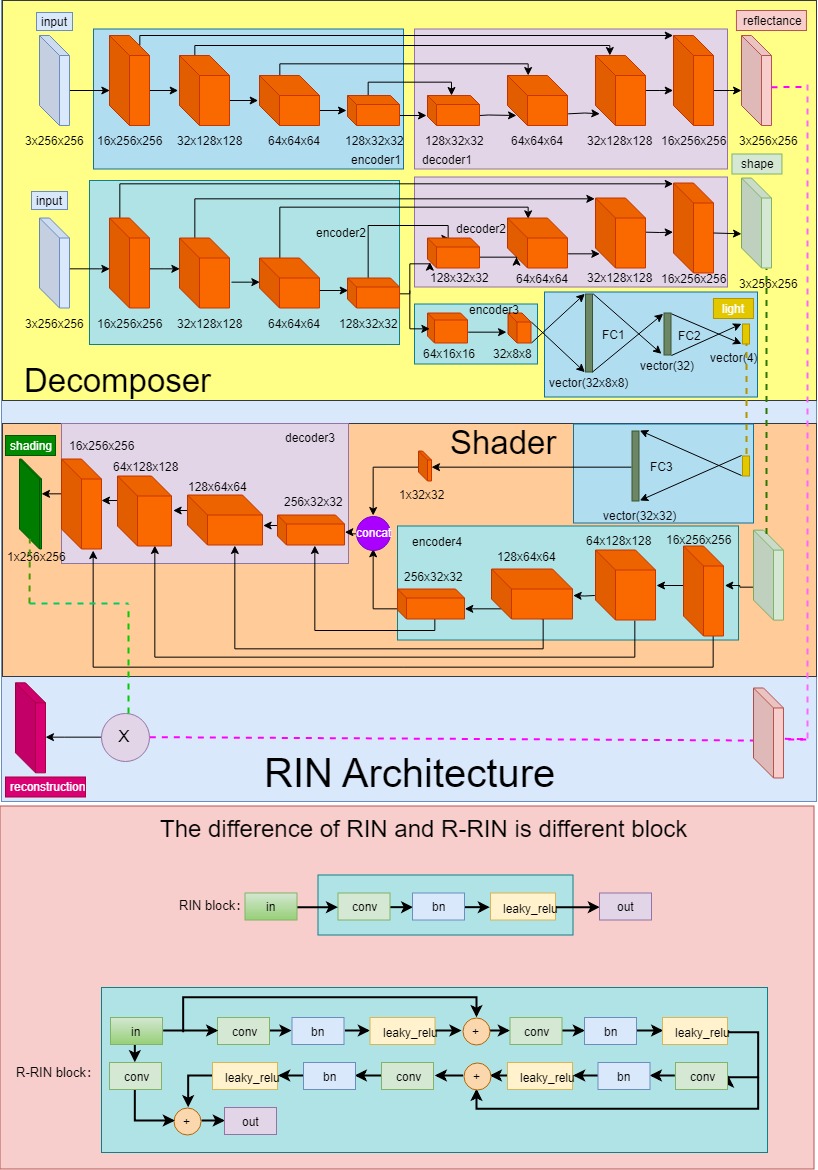 input
reflectance
3x256x256
16x256x256
32x128x128
64x64x64
128x32x32
128x32x32
64x64x64
32x128x128
16x256x256
3x256x256
encoder1
decoder1
shape
input
encoder2
decoder2
3x256x256
16x256x256
32x128x128
64x64x64
128x32x32
128x32x32
64x64x64
32x128x128
16x256x256
3x256x256
encoder3
light
64x16x16
32x8x8
FC1
FC2
vector(32x8x8)
vector(32)
vector(4)
Decomposer
Shader
shading
decoder3
16x256x256
64x128x128
128x64x64
256x32x32
1x256x256
1x32x32
FC3
vector(32x32)
concat
encoder4
256x32x32
128x64x64
64x128x128
16x256x256
X
reconstruction
RIN Architecture
The difference of RIN and R-RIN is different block
RIN block:
in
conv
bn
leaky_relu
out
R-RIN block:
in
conv
bn
leaky_relu
+
conv
bn
leaky_relu
conv
leaky_relu
bn
conv
+
leaky_relu
bn
conv
+
out